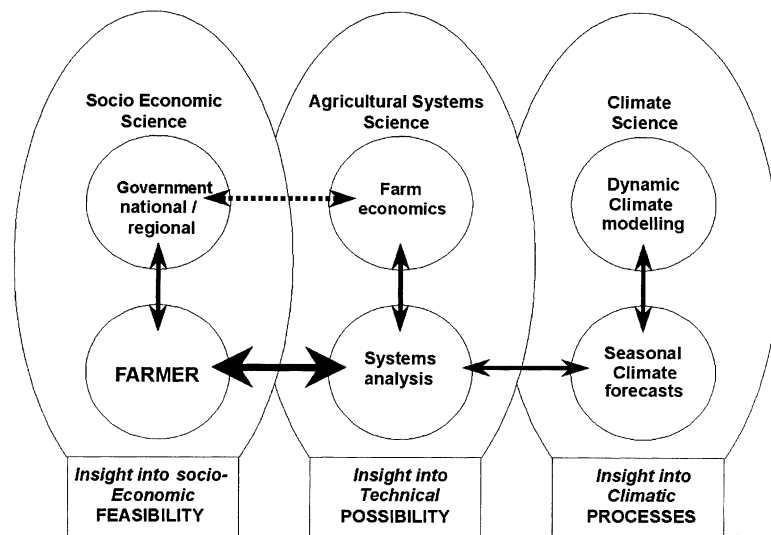 Socio Economic
Science
Agricultural Systems
Science
Climate
Science
Government
national /
regional
Farm
economics
Dynamic
Climate
modelling
FARMER
Systems
analysis
Seasonal
Climate
forecasts
Insight into socio-
Economic
FEASIBILITY
Insight into
Technical
POSSIBILITY
Insight into
Climatic
PROCESSES